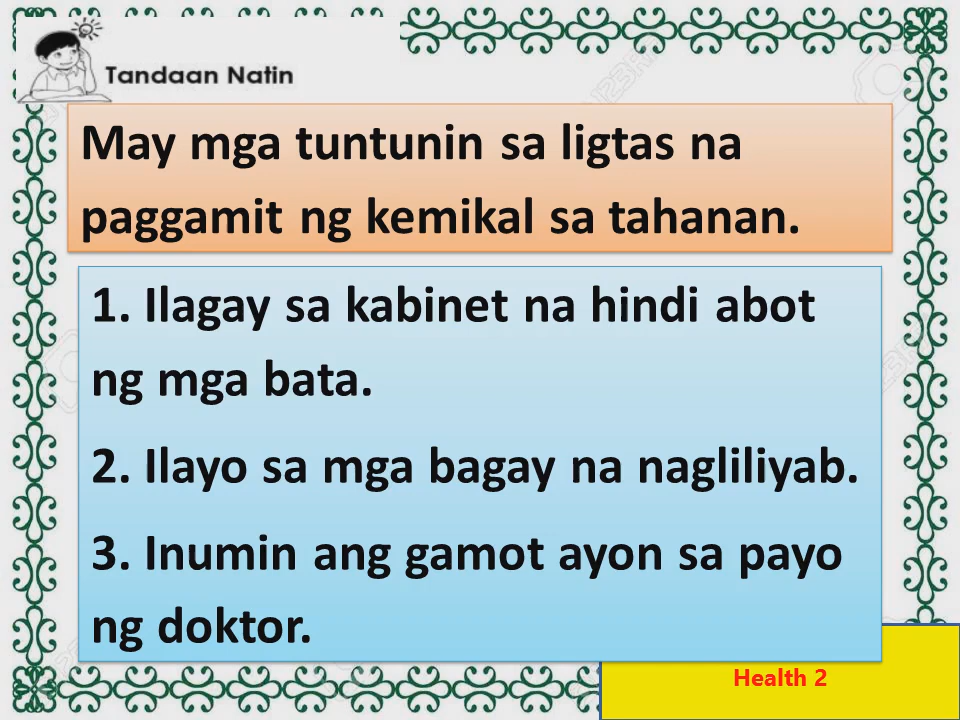 Tandaan Natin
May mga tuntunin sa ligtas na
paggamit ng kemikal sa tahanan.
1. Ilagay sa kabinet na hindi abot
ng mga bata.
2. Ilayo sa mga bagay na nagliliyab.
3. Inumin ang gamot ayon sa payo
ng doktor.
Health 2